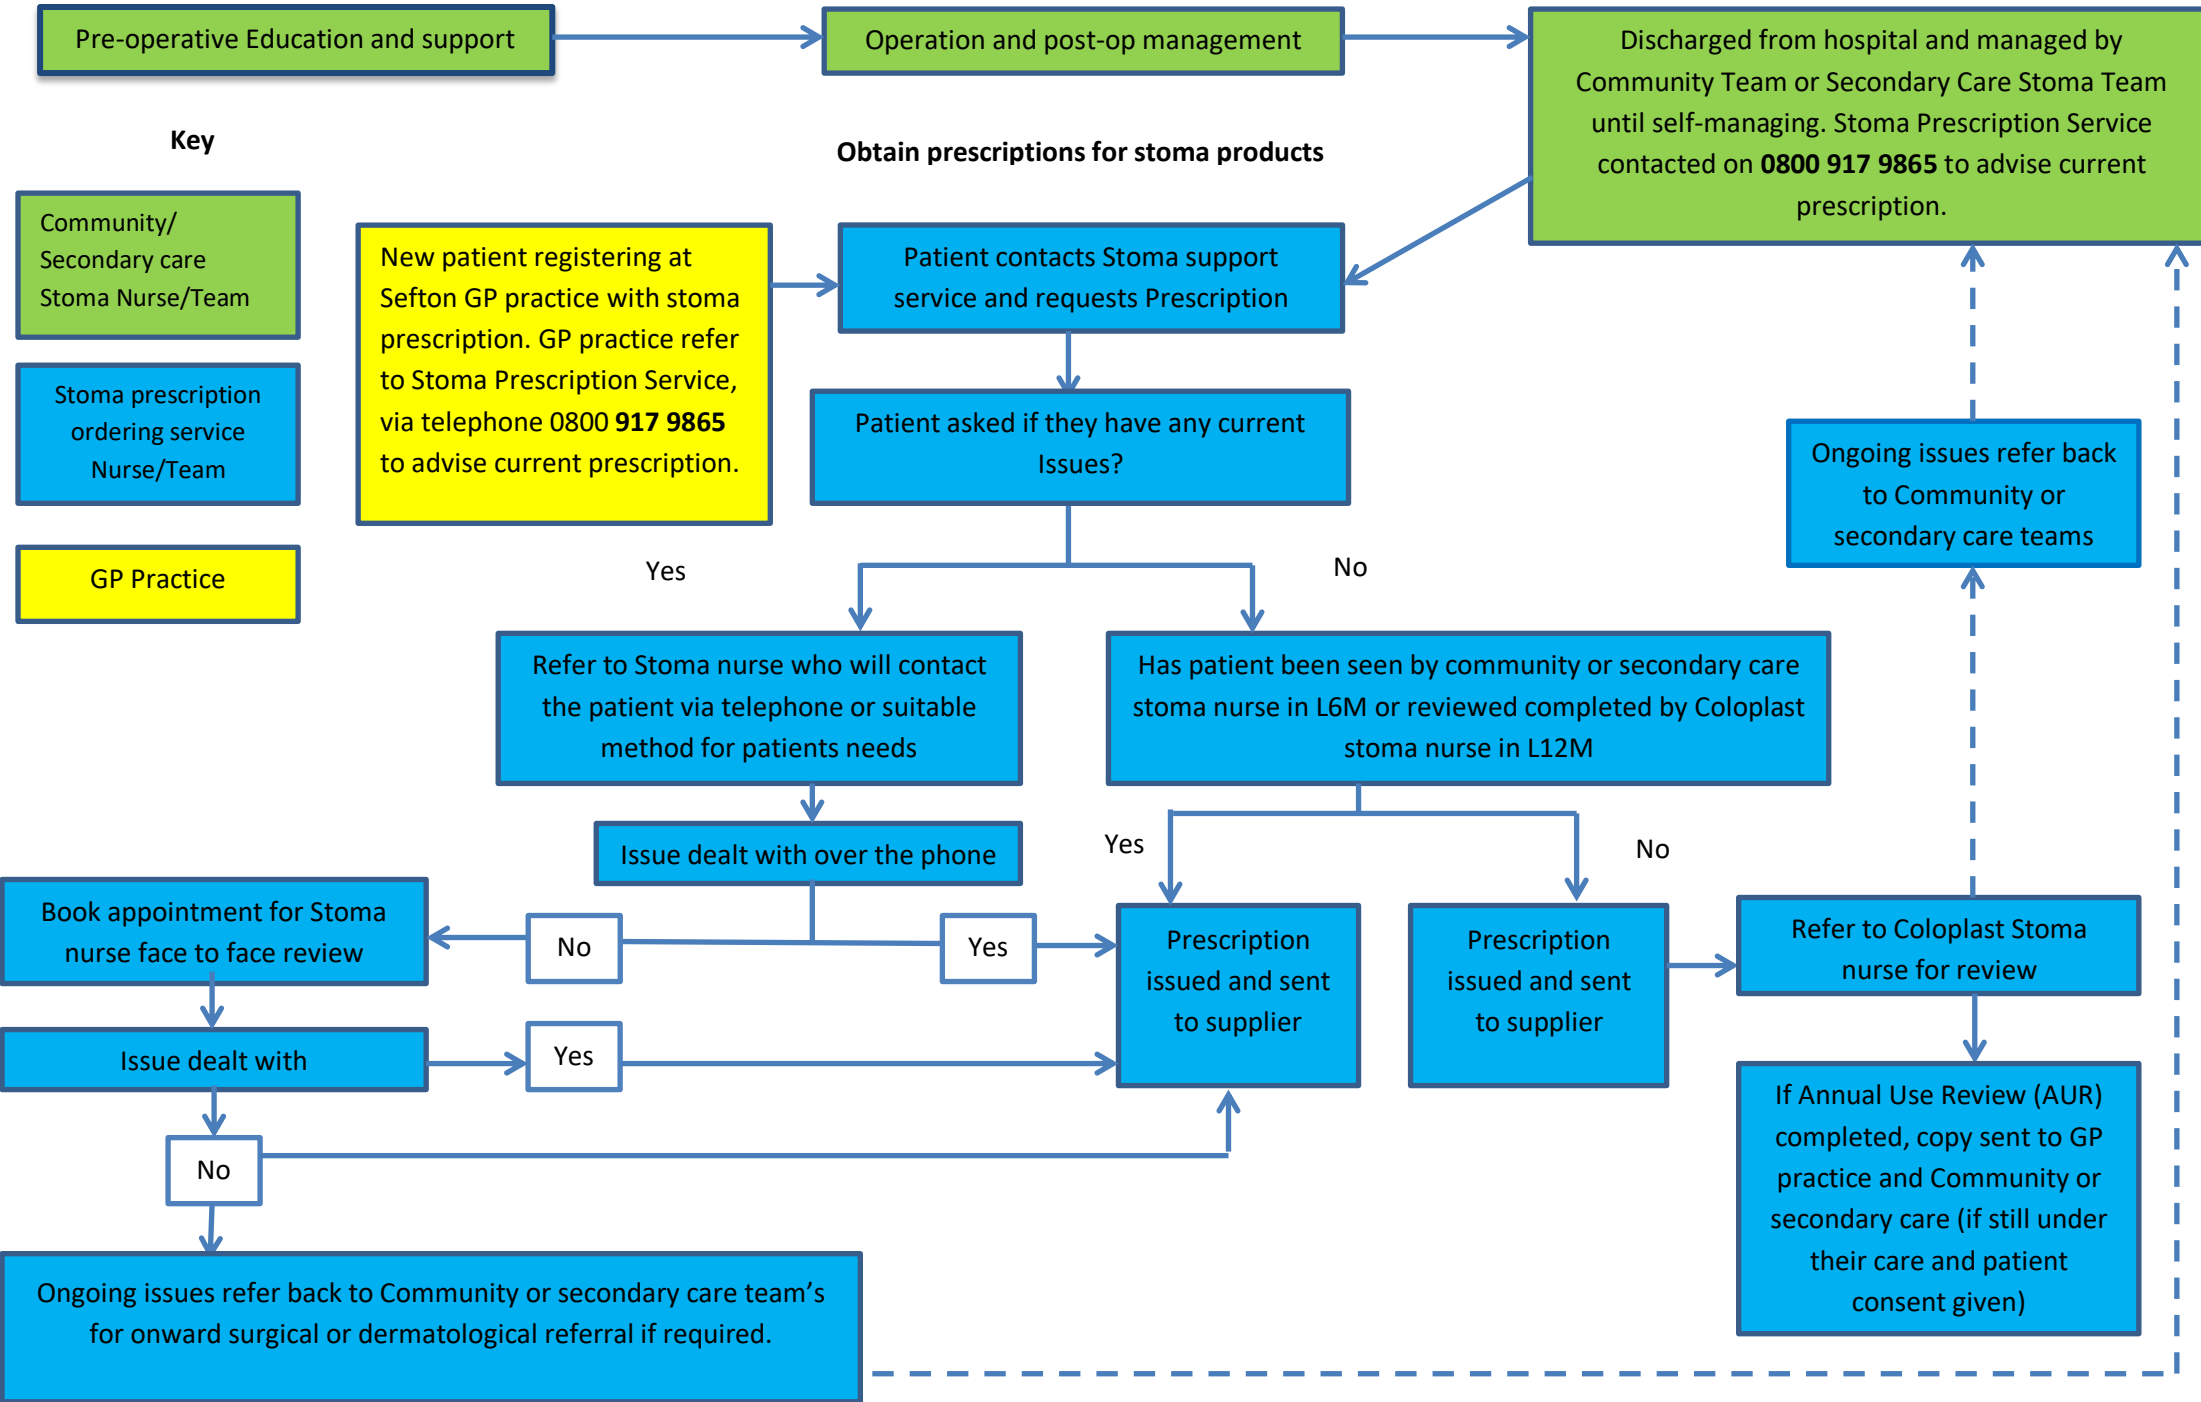 Pre-operative Education and support
Operation and post-op management
Discharged from hospital and managed by
Community Team or Secondary Care Stoma Team
until self-managing. Stoma Prescription Service
contacted on 0800 917 9865 to advise current
prescription.
Key
Obtain prescriptions for stoma products
Community/
Secondary care
Stoma Nurse/Team
New patient registering at
Sefton GP practice with stoma
prescription. GP practice refer
to Stoma Prescription Service,
via telephone 0800 917 9865
to advise current prescription.
Patient contacts Stoma support
service and requests Prescription
Stoma prescription
ordering service
Nurse/Team
Patient asked if they have any current
Issues?
Ongoing issues refer back
to Community or
secondary care teams
GP Practice
Yes
No
Refer to Stoma nurse who will contact
the patient via telephone or suitable
method for patients needs
Has patient been seen by community or secondary care
stoma nurse in L6M or reviewed completed by Coloplast
stoma nurse in L12M
Issue dealt with over the phone
Yes
No
Book appointment for Stoma
nurse face to face review
No
Yes
Prescription
issued and sent
to supplier
Prescription
issued and sent
to supplier
Refer to Coloplast Stoma
nurse for review
Issue dealt with
Yes
If Annual Use Review (AUR)
completed, copy sent to GP
practice and Community or
secondary care (if still under
their care and patient
consent given)
No
Ongoing issues refer back to Community or secondary care team’s
for onward surgical or dermatological referral if required.